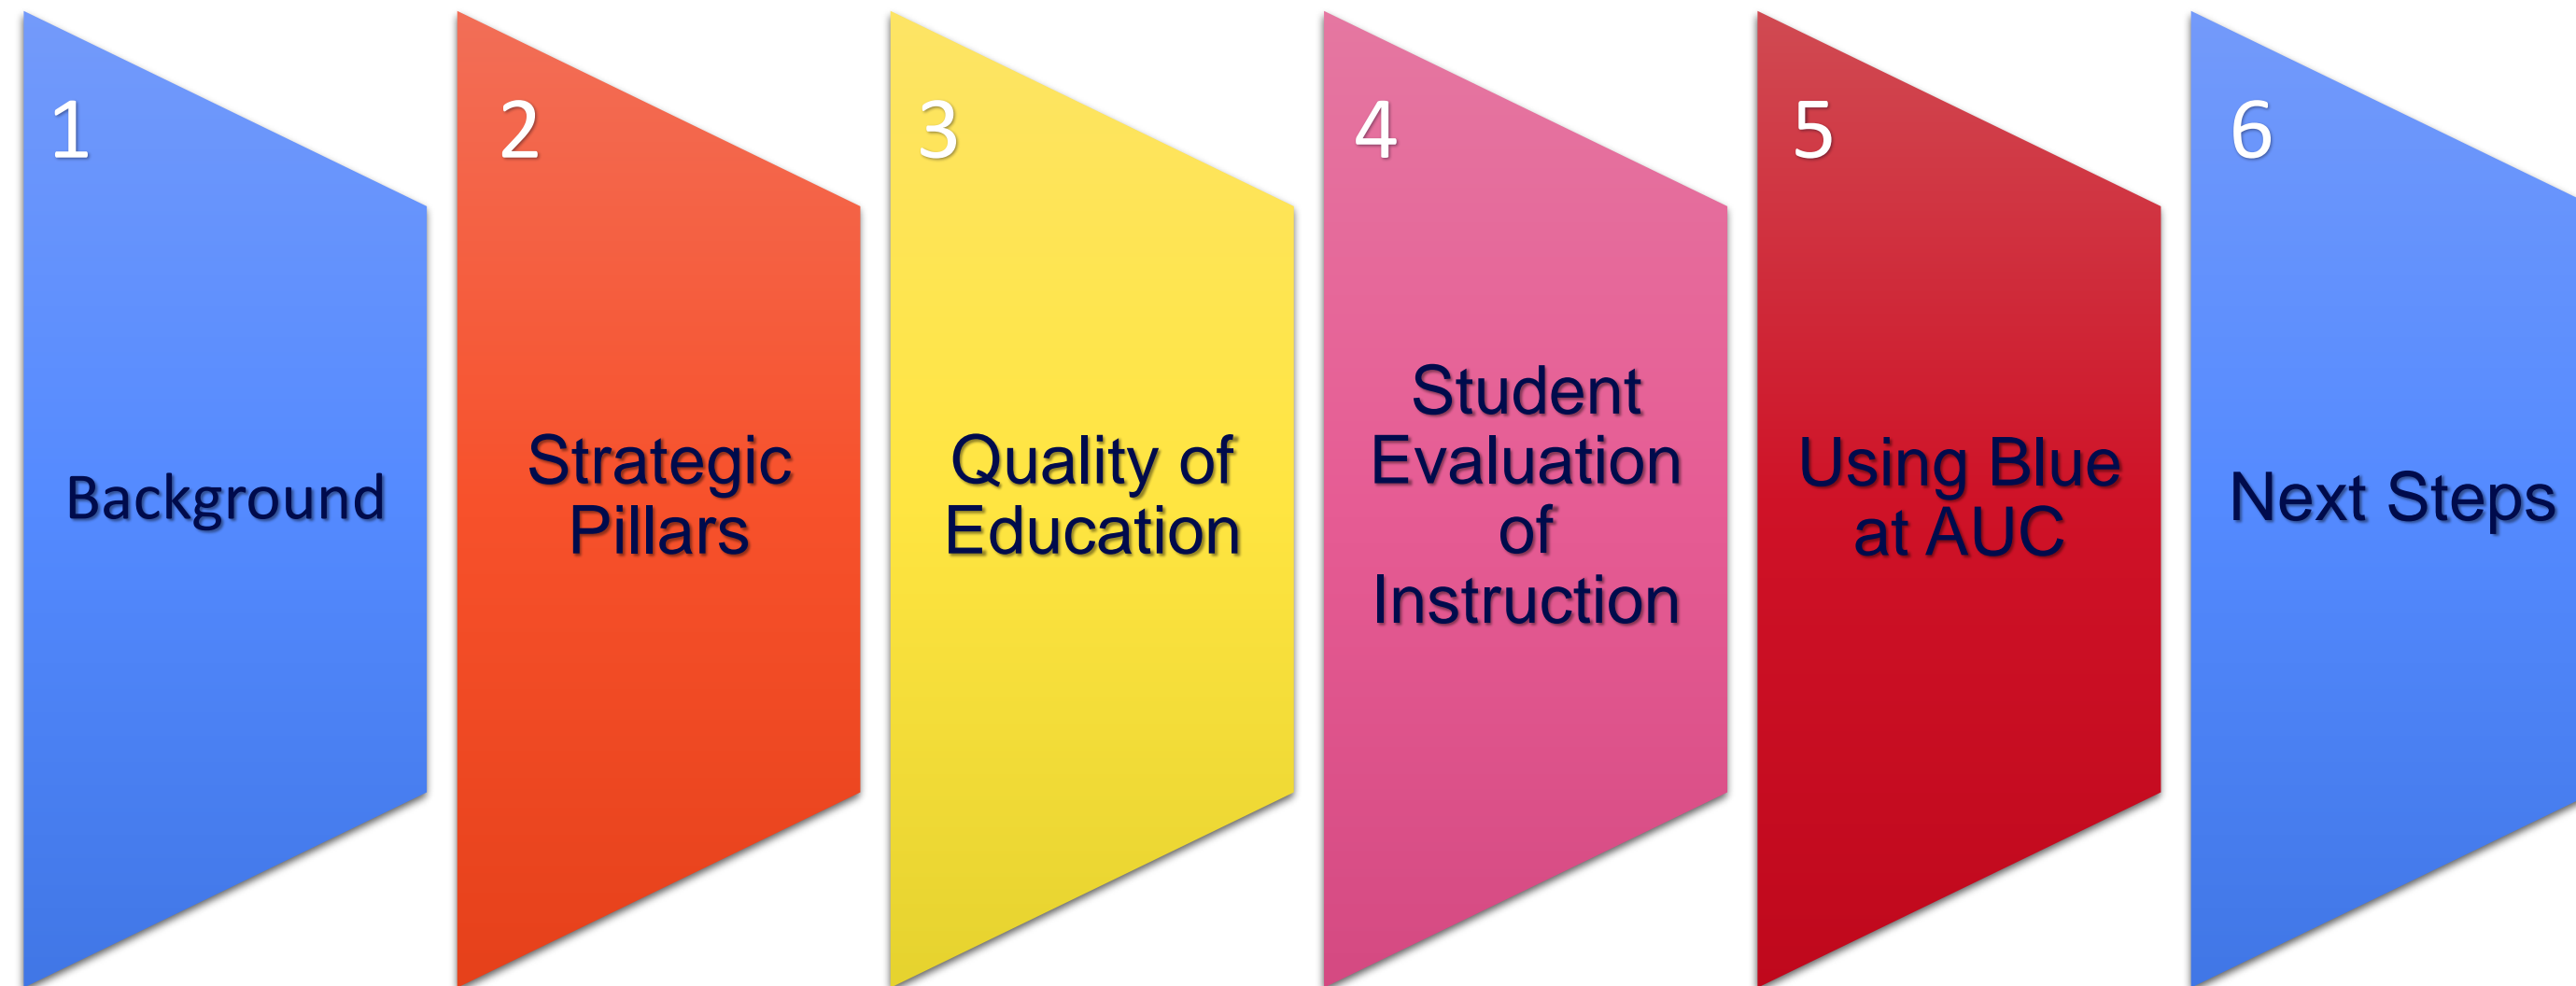 1
Background
2
Strategic
Pillars
3
Quality of
Education
4
Student
Evaluation
of
Instruction
5
Using Blue
at AUC
6
Next Steps